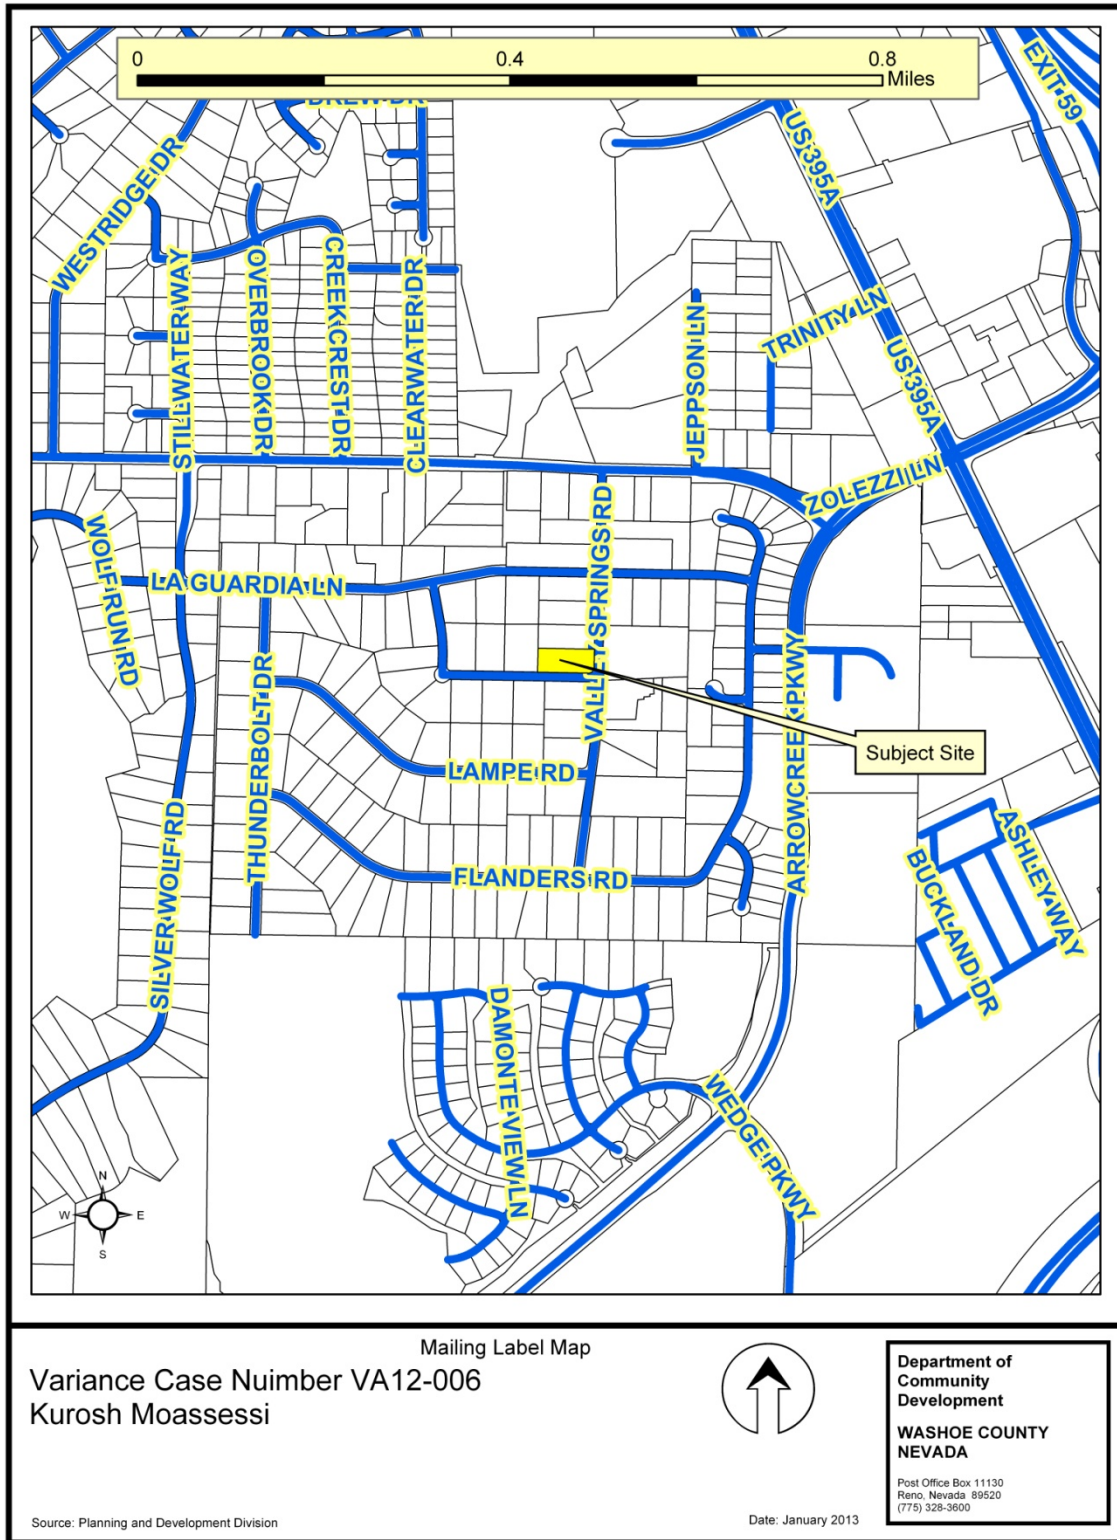 0 0.4 0.8
Miles
EXIT 59
DREW DR
US 395A
WESTRIDGE DR
STILLWATER WAY
OVERBROOK DR
CREEK CREST DR
CLEARWATER DR
JEPPSON LN
TRINITY LN
US 395A
ZOLEZZI LN
WOLF RUN RD
LA GUARDIA LN
VALLEY SPRINGS RD
THUNDERBOLT DR
ARROWCREEK PKWY
Subject Site
LAMPE RD
SILVER WOLF RD
FLANDERS RD
BUCKLAND DR
ASHLEY WAY
DAMONTE VIEW LN
WEDGE PKWY
N
W E
S
Mailing Label Map
Variance Case Nuimber VA12-006
Kurosh Moassessi
Source: Planning and Development Division
Date: January 2013
Department of
Community
Development
WASHOE COUNTY
NEVADA
Post Office Box 11130
Reno, Nevada 89520
(775) 328-3600